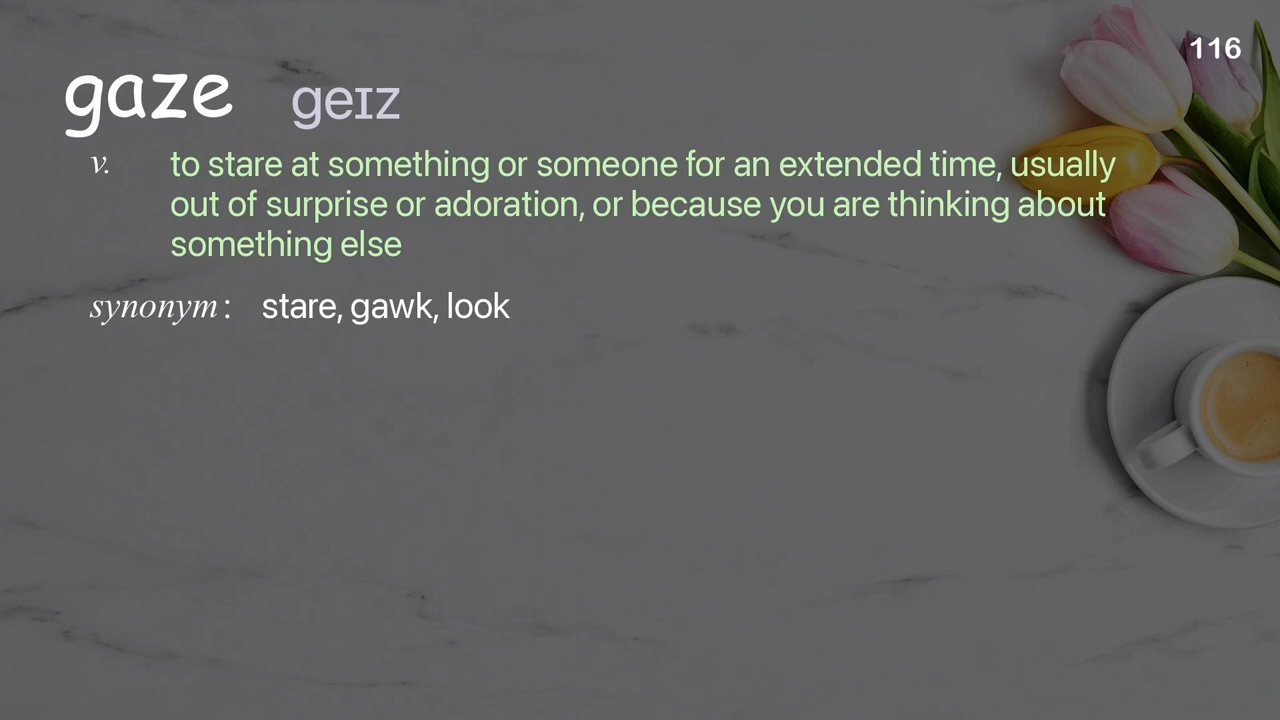 116
gaze geɪz
v. to stare at something or someone for an extended time, usually
out of surprise or adoration, or because you are thinking about
something else
synonym: stare, gawk, look